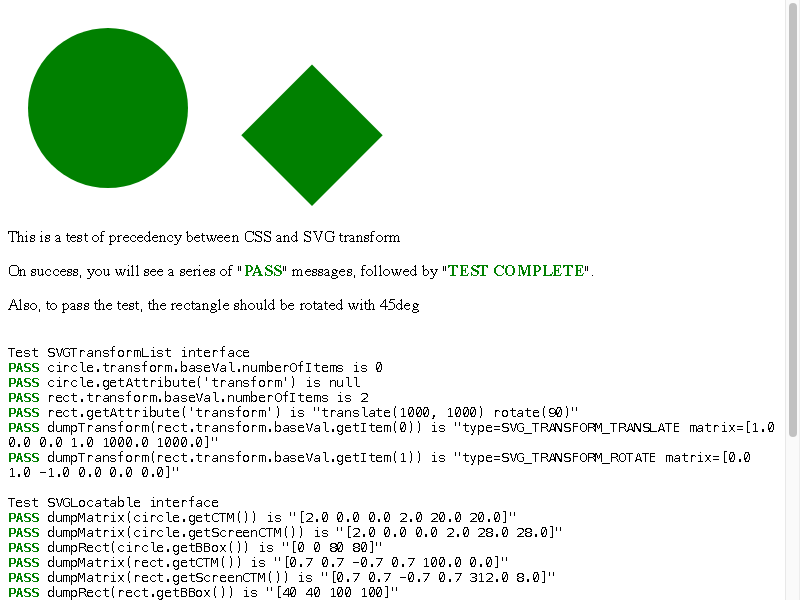 This is a test of precedency between CSS and SVG transform
On success, you will see a series of "PASS" messages, followed by "TEST COMPLETE".
Also, to pass the test, the rectangle should be rotated with 45deg
Test SVGTransformList interface
PASS circle.transform.baseVal.numberOfItems is 0
PASS circle.getAttribute('transform') is null
PASS rect.transform.baseVal.numberOfItems is 2
PASS rect.getAttribute('transform') is "translate(1000, 1000) rotate(90)"
PASS dumpTransform(rect.transform.baseVal.getItem(0)) is "type=SVG_TRANSFORM_TRANSLATE matrix=[1.0
0.0 0.0 1.0 1000.0 1000.0]"
PASS dumpTransform(rect.transform.baseVal.getItem(1)) is "type=SVG_TRANSFORM_ROTATE matrix=[0.0
1.0 -1.0 0.0 0.0 0.0]"
Test SVGLocatable interface
PASS dumpMatrix(circle.getCTM()) is "[2.0 0.0 0.0 2.0 20.0 20.0]"
PASS dumpMatrix(circle.getScreenCTM()) is "[2.0 0.0 0.0 2.0 28.0 28.0]"
PASS dumpRect(circle.getBBox()) is "[0 0 80 80]"
PASS dumpMatrix(rect.getCTM()) is "[0.7 0.7 -0.7 0.7 100.0 0.0]"
PASS dumpMatrix(rect.getScreenCTM()) is "[0.7 0.7 -0.7 0.7 312.0 8.0]"
PASS dumpRect(rect.getBBox()) is "[40 40 100 100]"